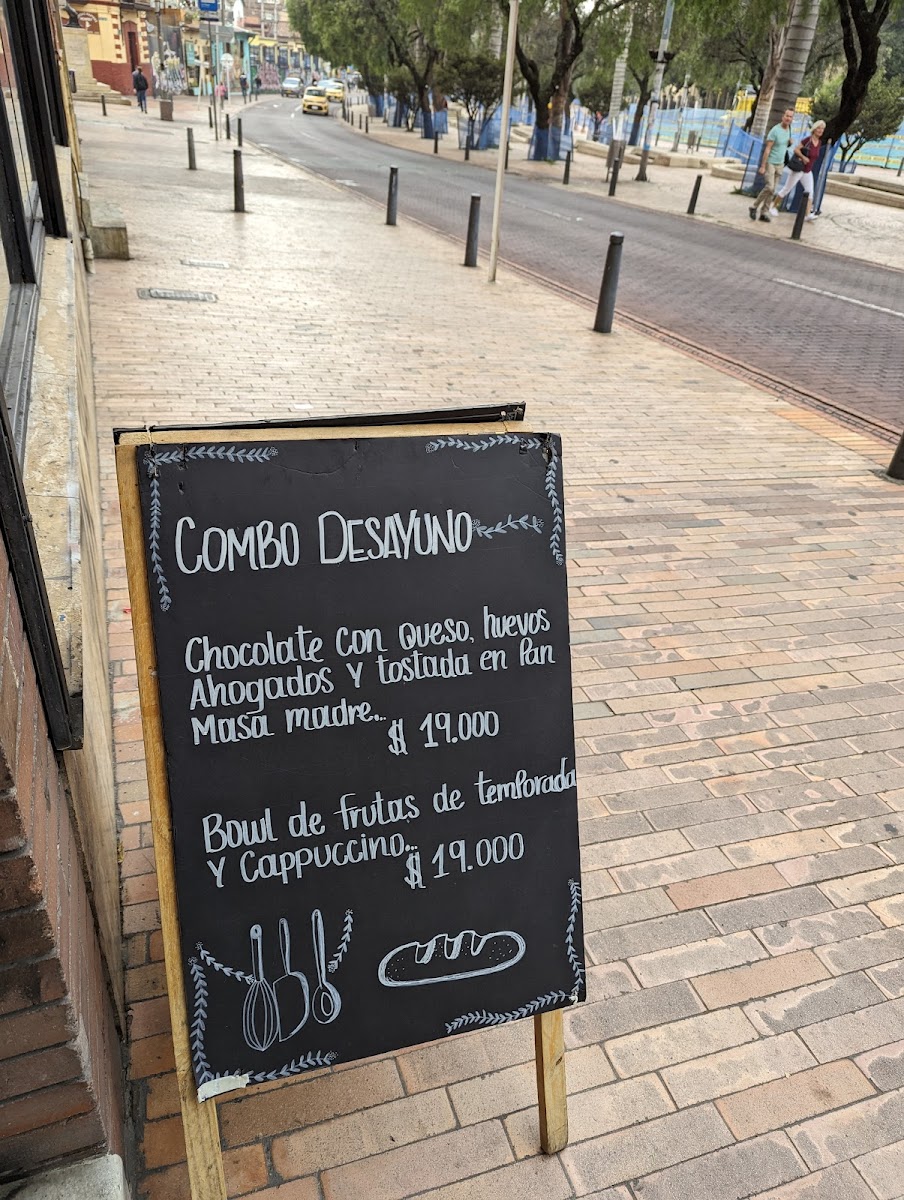 COMBO DESAYUNO
Chocolate con queso, huevos
Ahogados y tostada en Pan
Masa madre...
$ 19.000
Bowl de frutas de temporada
y Cappuccino...
$ 19.000